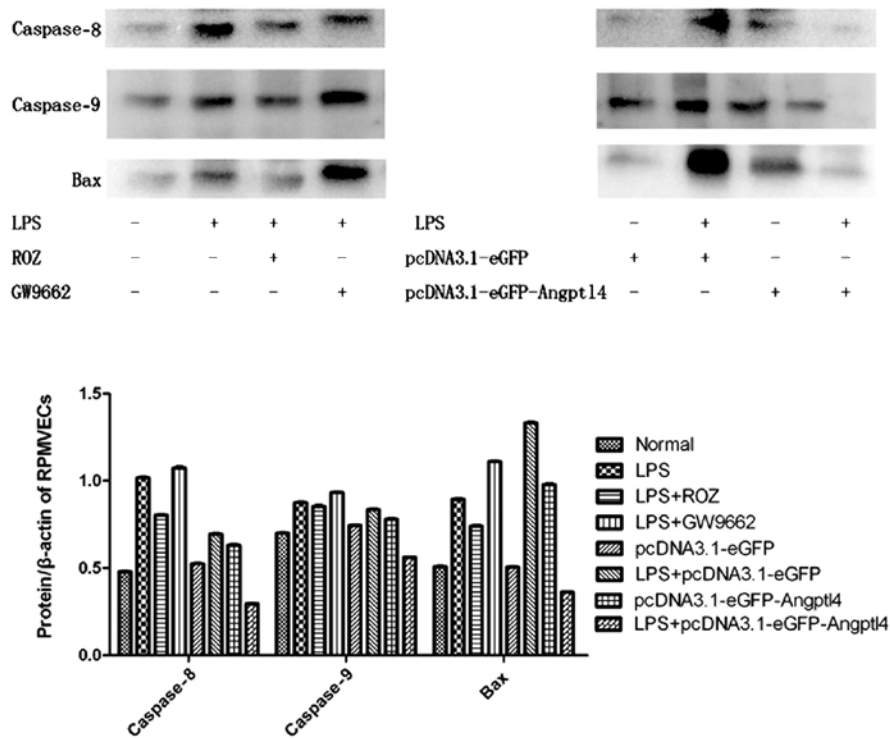 Caspase-8
Caspase-9
Bax
LPS - + + + LPS - + - +
ROZ - - + - pcDNA3.1-eGFP + + - -
GW9662 - - - + pcDNA3.1-eGFP-Angptl4 - - + +
Protein/β-actin of RPMVECs
1.5
1.0
0.5
0.0
Caspase-8
Caspase-9
Bax
Normal
LPS
LPS+ROZ
LPS+GW9662
pcDNA3.1-eGFP
LPS+pcDNA3.1-eGFP
pcDNA3.1-eGFP-Angptl4
LPS+pcDNA3.1-eGFP-Angptl4